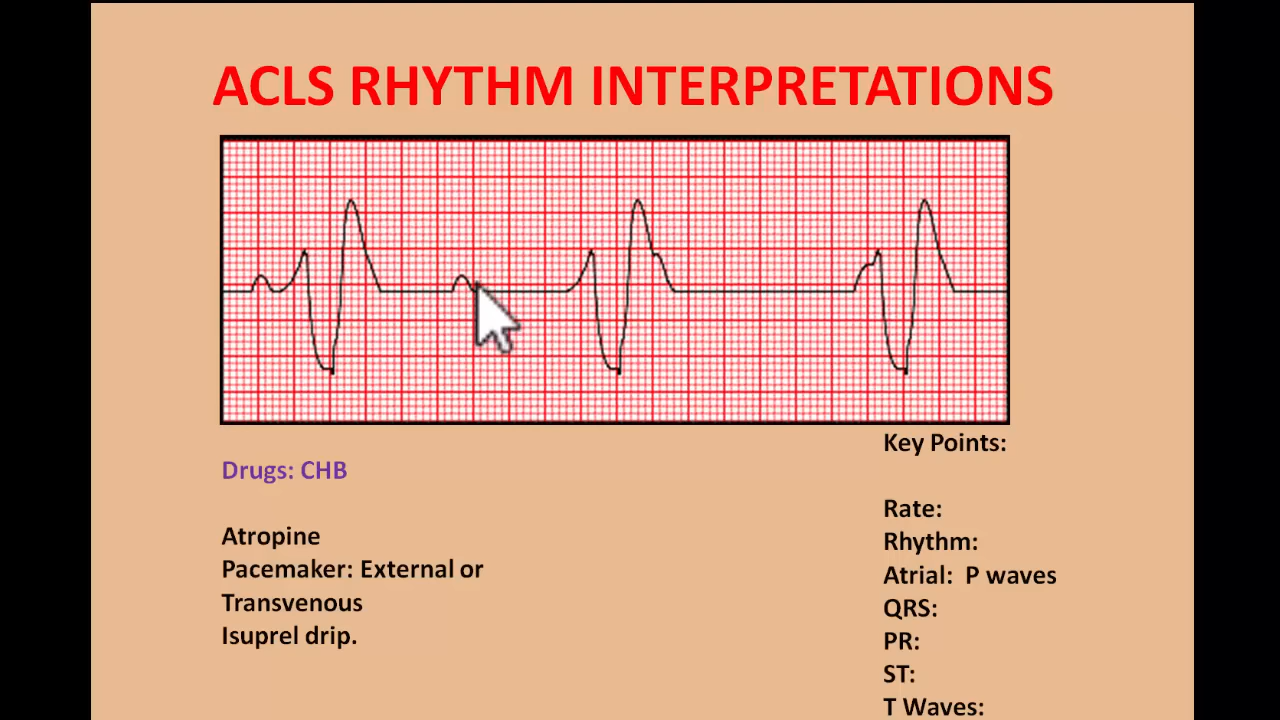 ACLS RHYTHM INTERPRETATIONS
Drugs: CHB
Atropine
Pacemaker: External or
Transvenous
Isuprel drip.
Key Points:
Rate:
Rhythm:
Atrial:  P waves
QRS:
PR:
ST:
T Waves: